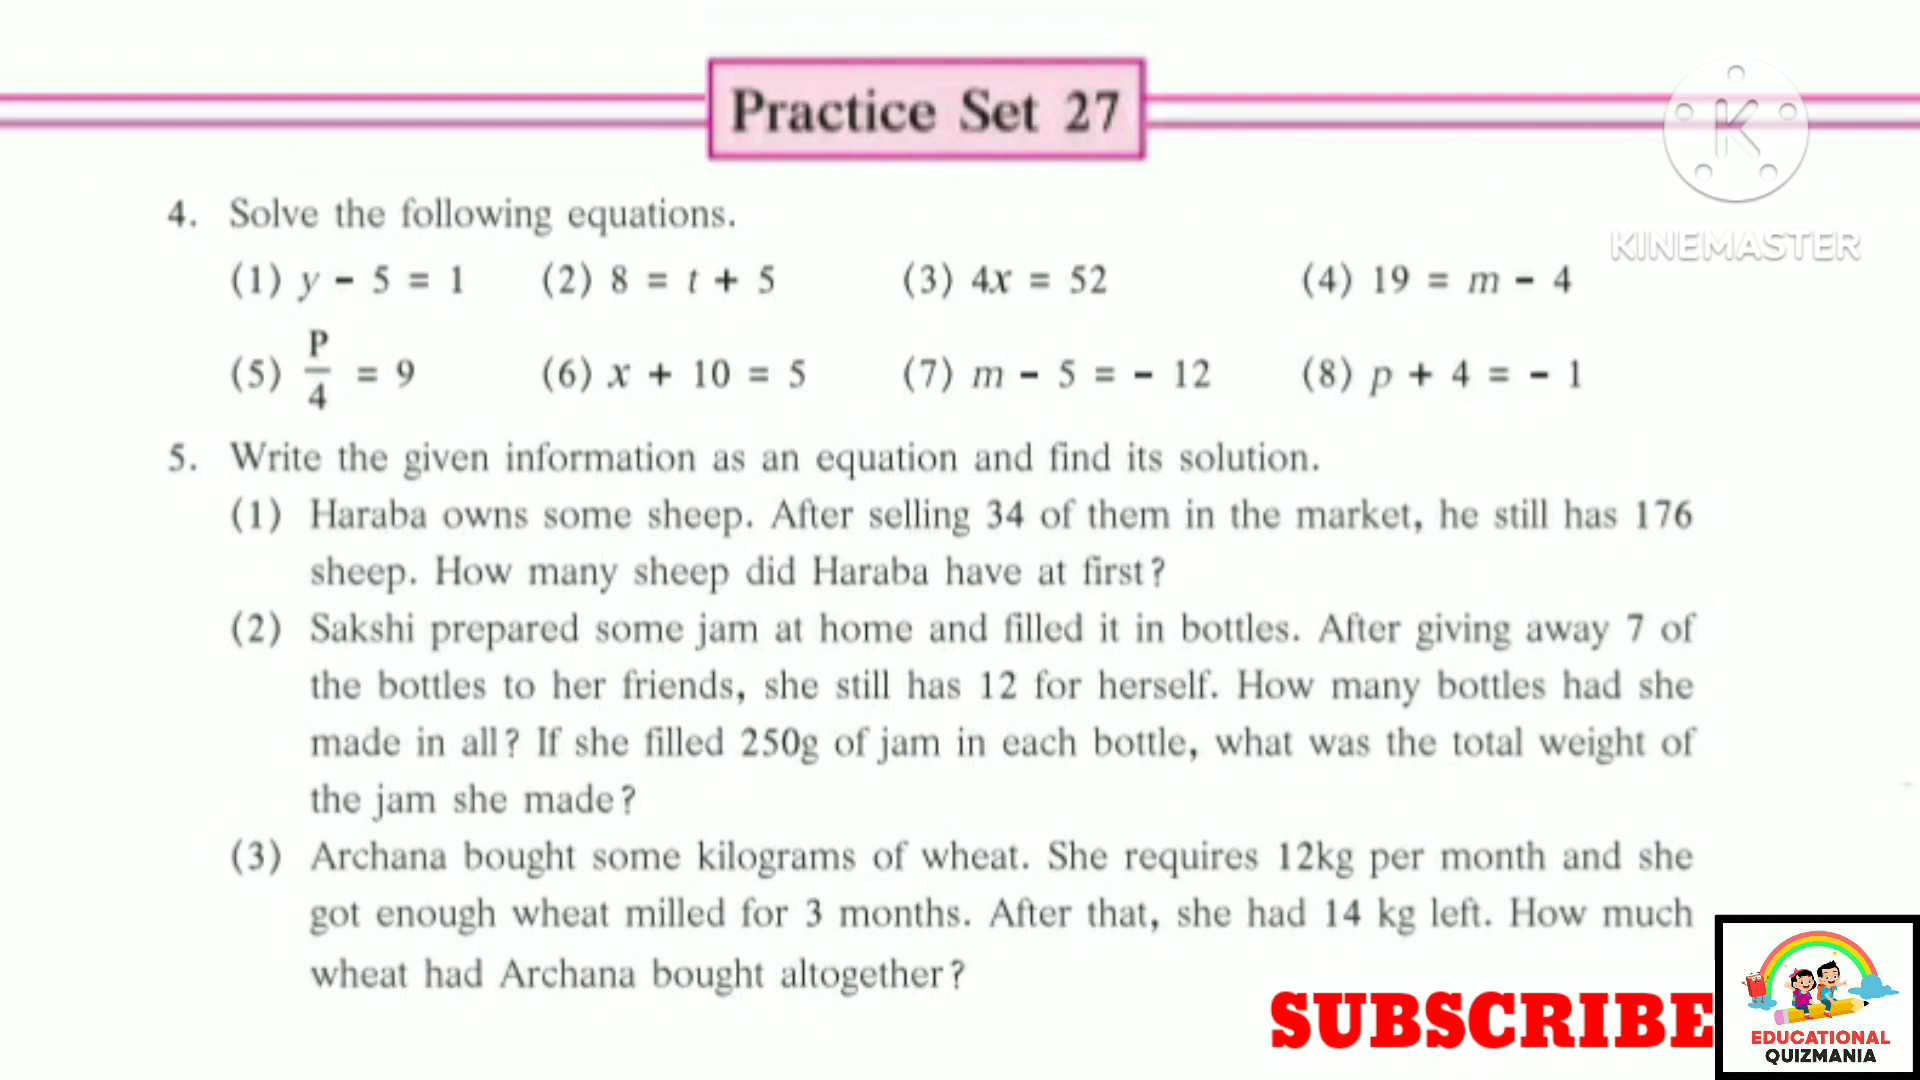 Practice Set 27
K
KINEMASTER
4. Solve the following equations.
(1) y − 5 = 1 (2) 8 = t + 5 (3) 4x = 52 (4) 19 = m − 4
(5) P/4 = 9 (6) x + 10 = 5 (7) m − 5 = − 12 (8) p + 4 = − 1
5. Write the given information as an equation and find its solution.
(1) Haraba owns some sheep. After selling 34 of them in the market, he still has 176
sheep. How many sheep did Haraba have at first?
(2) Sakshi prepared some jam at home and filled it in bottles. After giving away 7 of
the bottles to her friends, she still has 12 for herself. How many bottles had she
made in all? If she filled 250g of jam in each bottle, what was the total weight of
the jam she made?
(3) Archana bought some kilograms of wheat. She requires 12kg per month and she
got enough wheat milled for 3 months. After that, she had 14 kg left. How much
wheat had Archana bought altogether?
SUBSCRIBE
EDUCATIONAL
QUIZMANIA